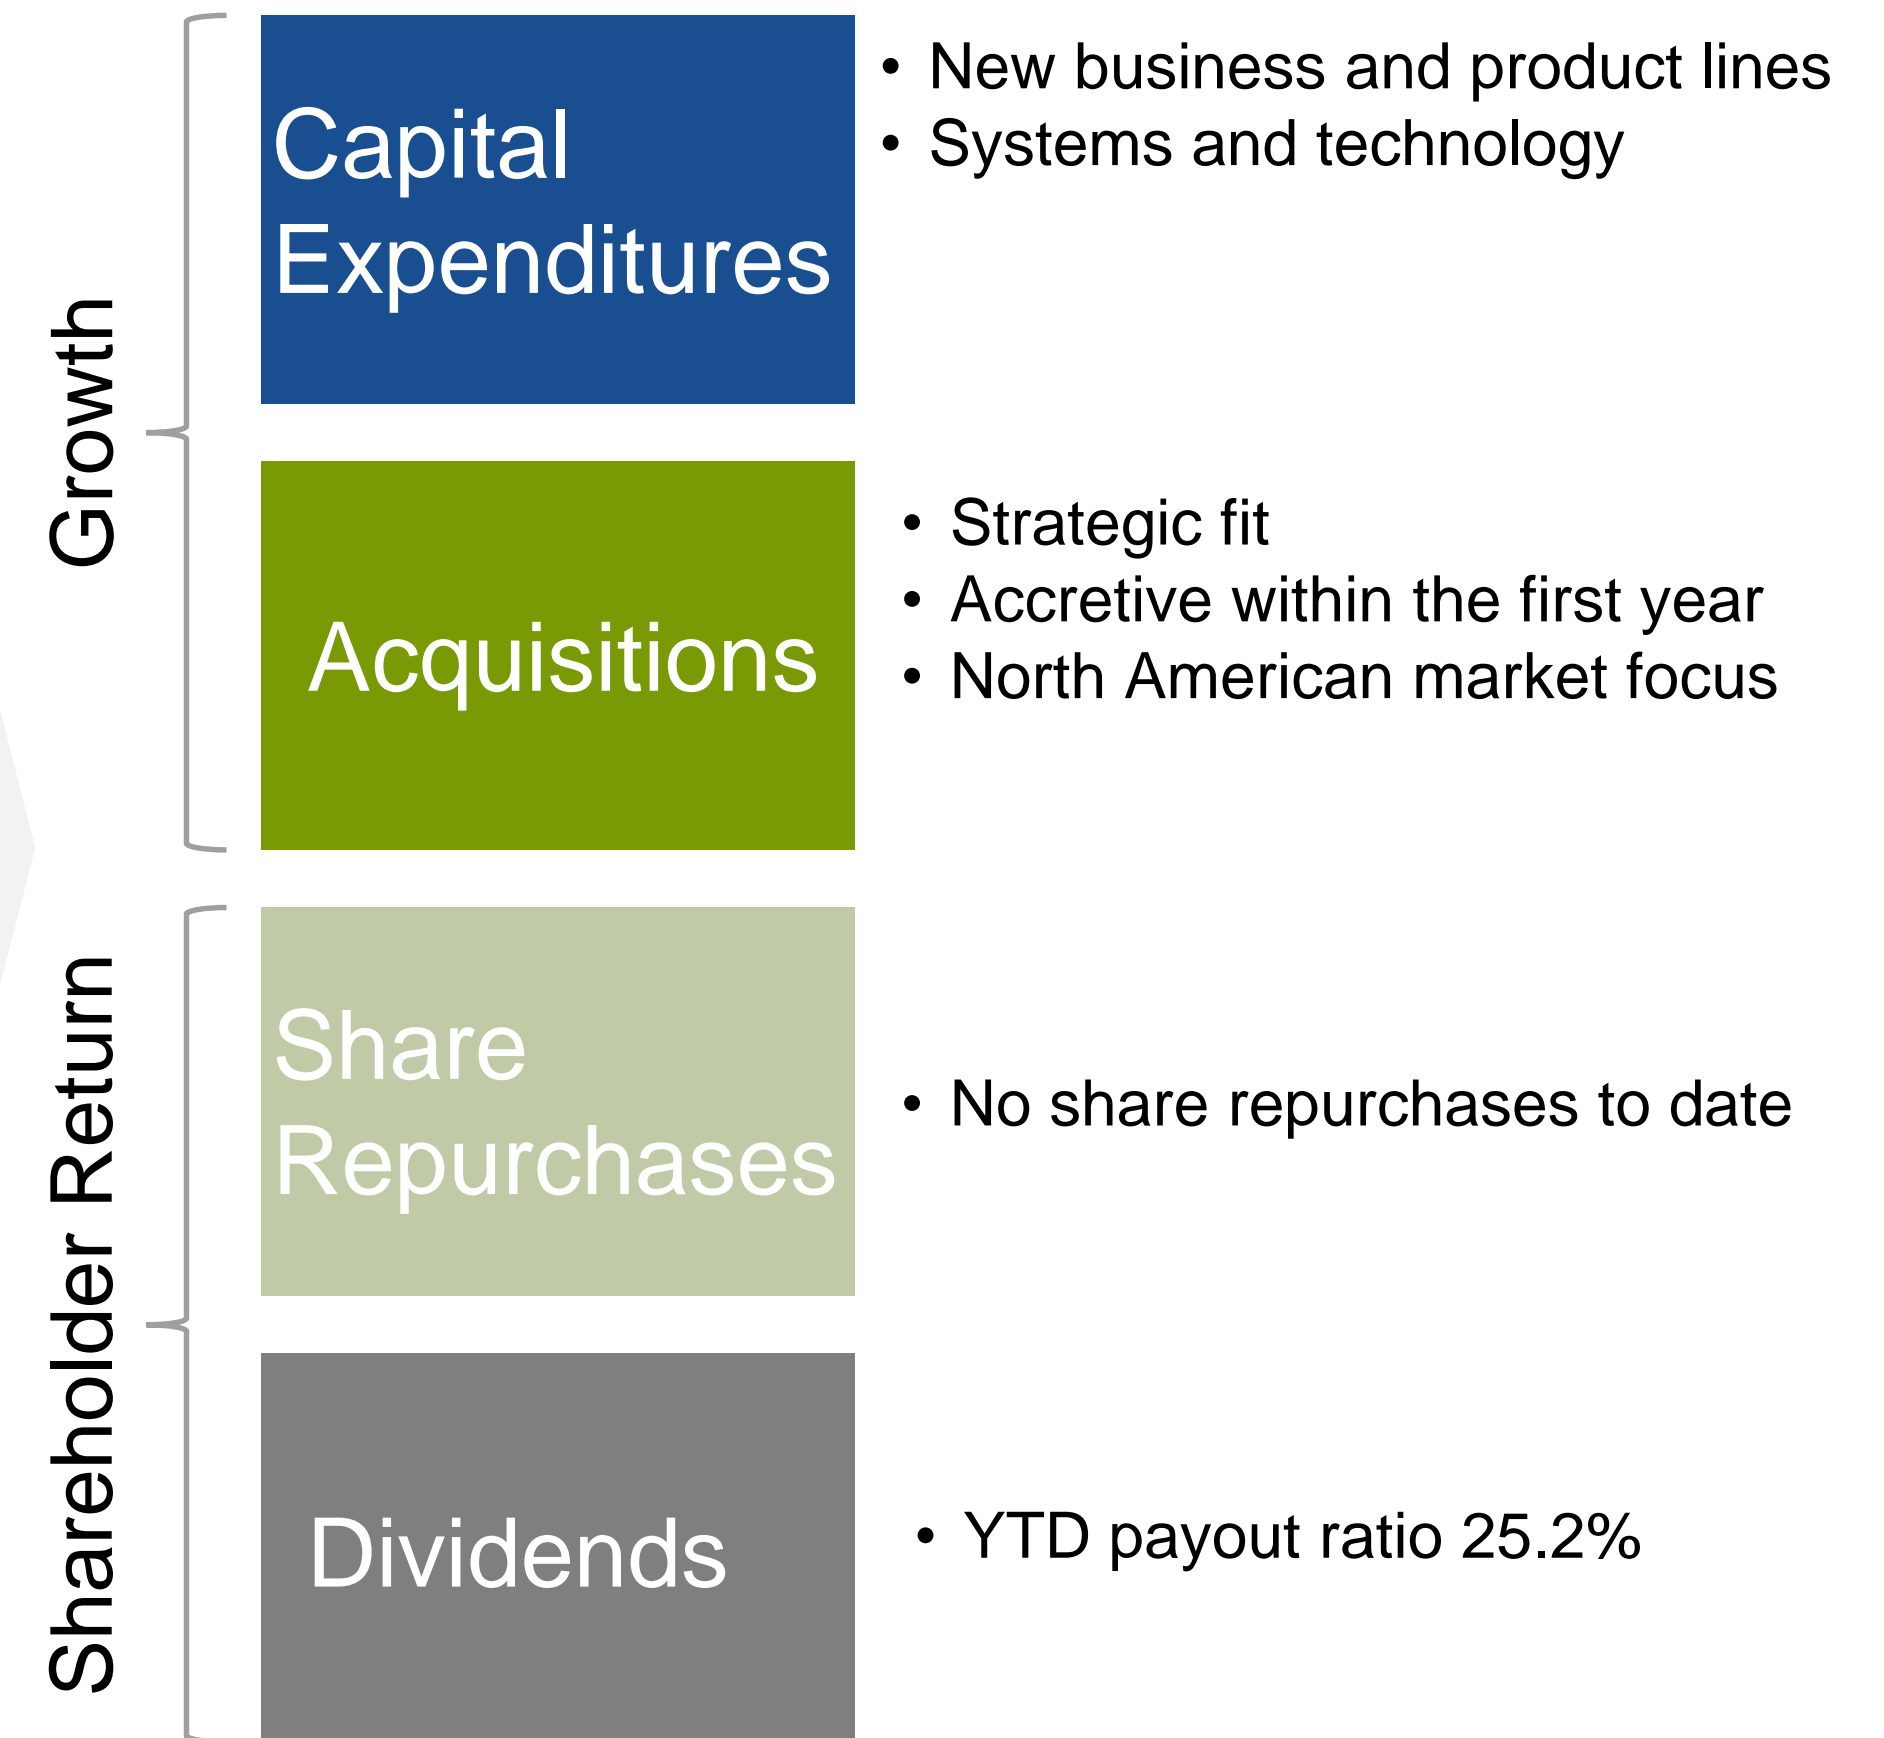 Growth
Capital
Expenditures
• New business and product lines
• Systems and technology
Acquisitions
• Strategic fit
• Accretive within the first year
• North American market focus
Shareholder Return
Share
Repurchases
• No share repurchases to date
Dividends
• YTD payout ratio 25.2%